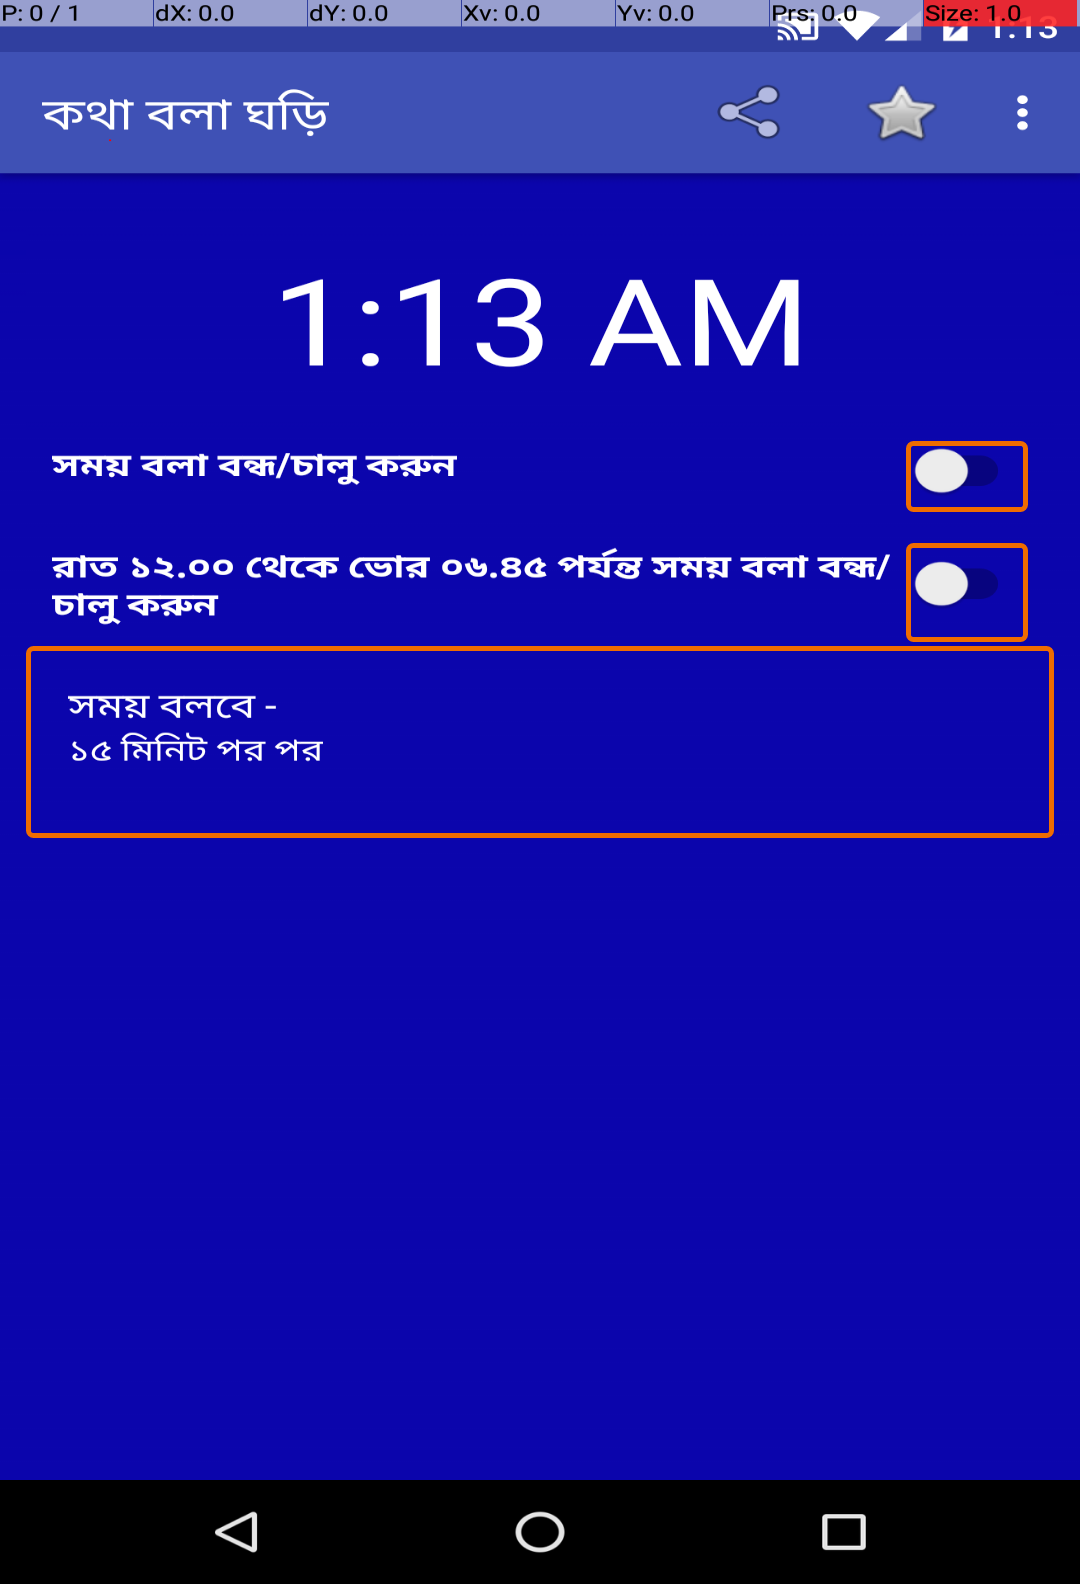 P: 0 / 1 dX: 0.0 dY: 0.0 Xv: 0.0 Yv: 0.0 Prs: 0.0 Size: 1.0
1:13
কথা বলা ঘড়ি
1:13 AM
সময় বলা বন্ধ/চালু করুন
রাত ১২.০০ থেকে ভোর ০৬.৪৫ পর্যন্ত সময় বলা বন্ধ/
চালু করুন
সময় বলবে -
১৫ মিনিট পর পর